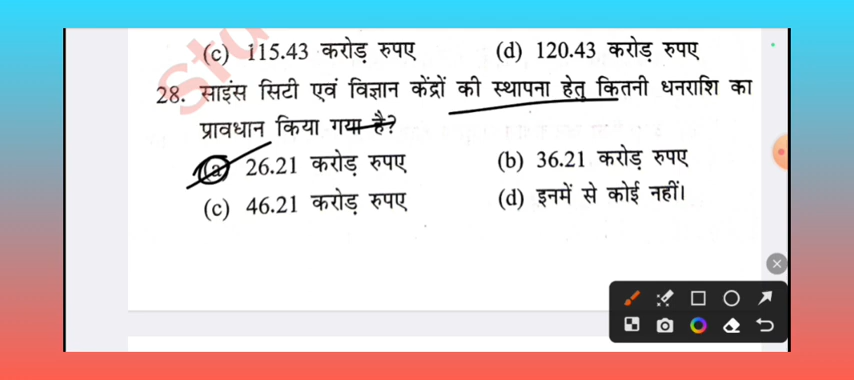 (c) 115.43 करोड़ रुपए (d) 120.43 करोड़ रुपए
28. साइंस सिटी एवं विज्ञान केंद्रों की स्थापना हेतु कितनी धनराशि का
प्रावधान किया गया है?
(a) 26.21 करोड़ रुपए (b) 36.21 करोड़ रुपए
(c) 46.21 करोड़ रुपए (d) इनमें से कोई नहीं।